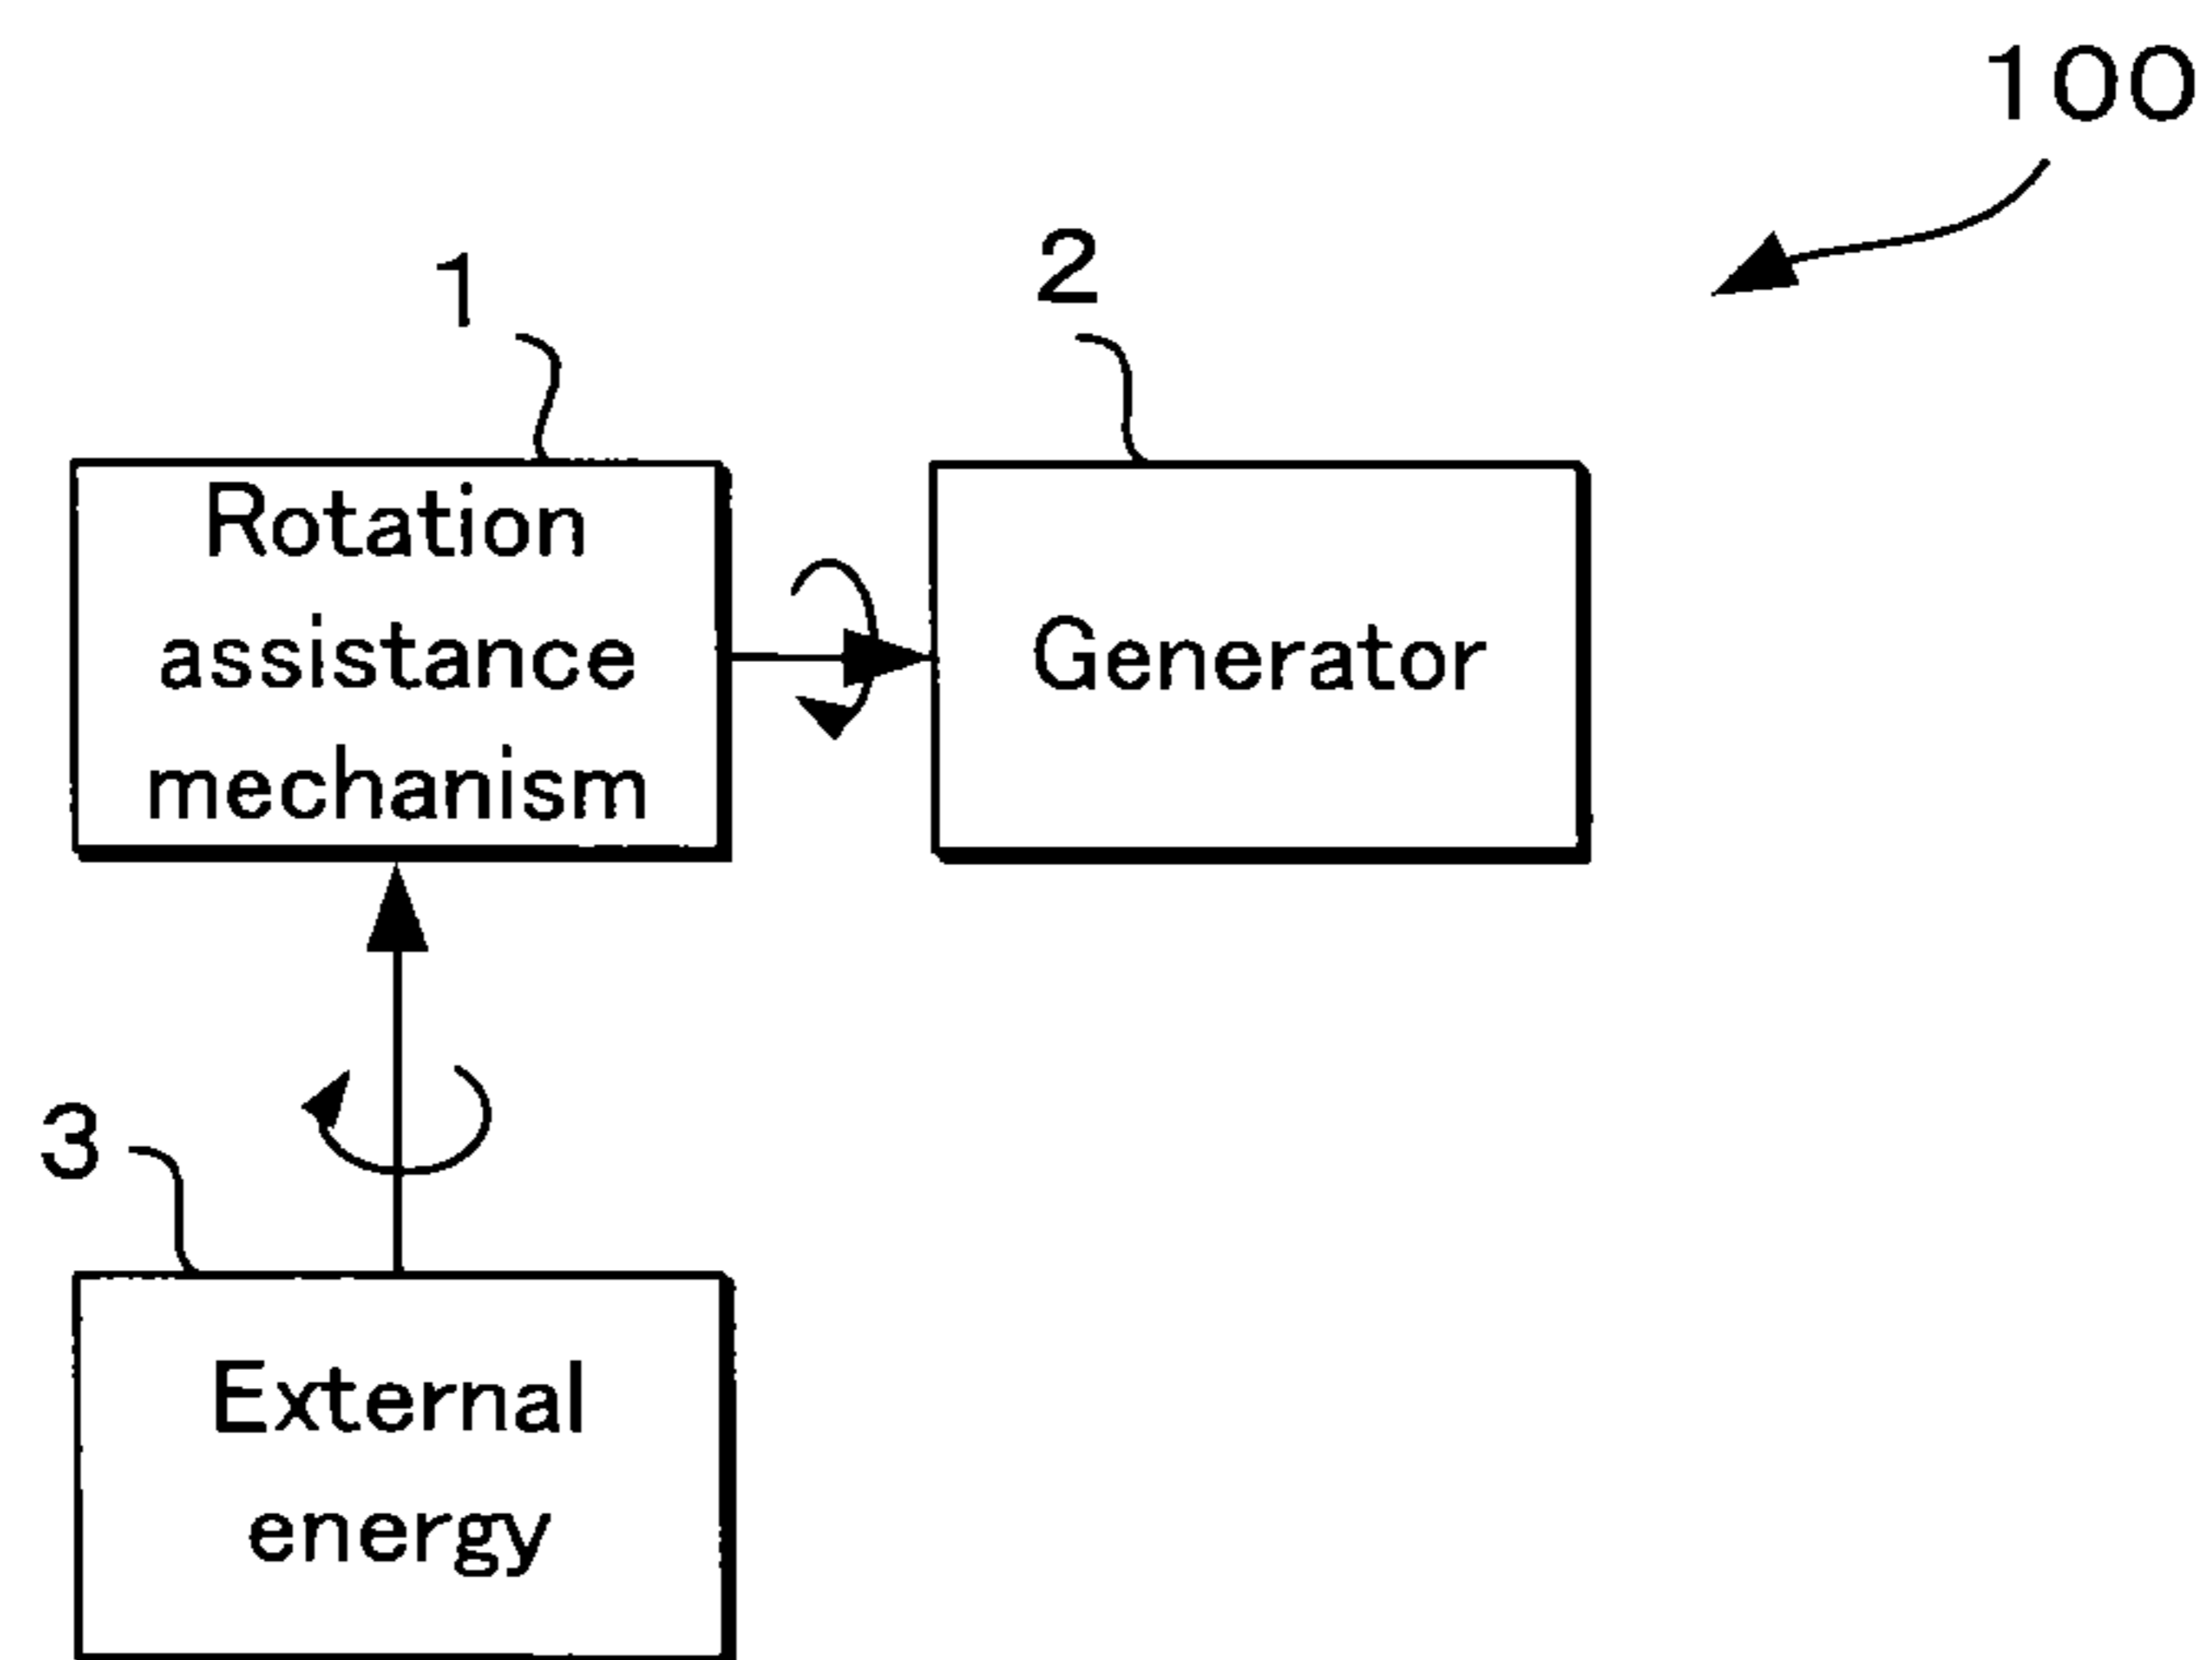 100
1
2
Rotation
assistance
mechanism
Generator
3
External
energy